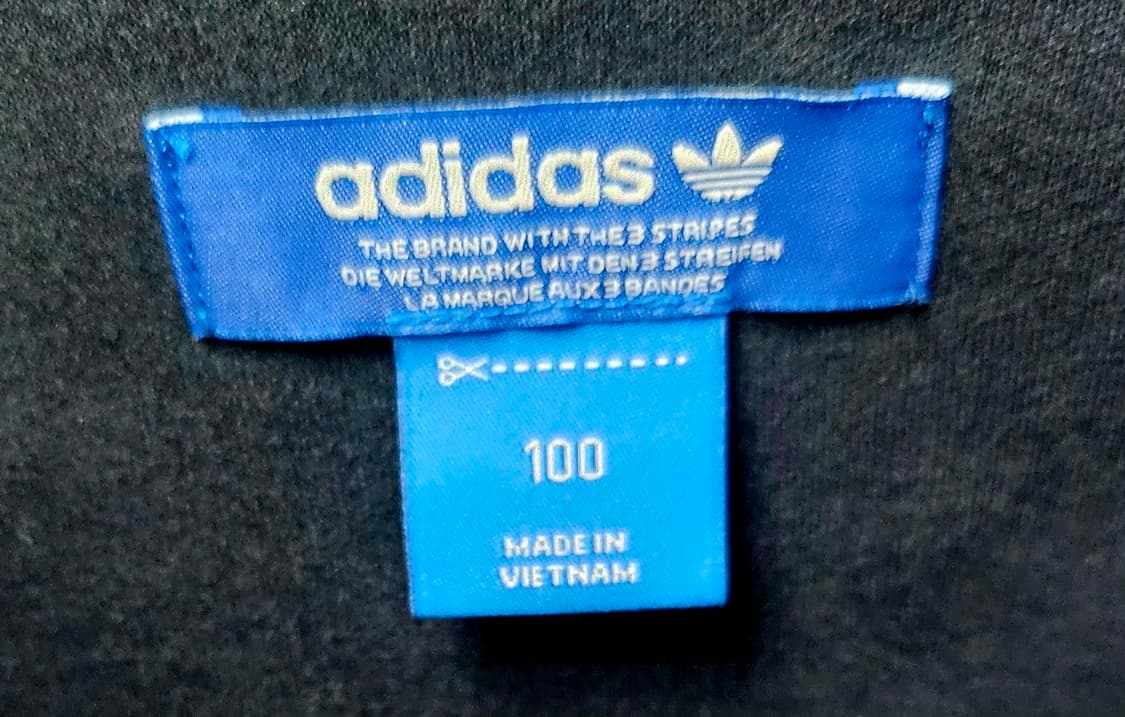 adidas
THE BRAND WITH THE 3 STRIPES
DIE WELTMARKE MIT DEN 3 STREIFEN
LA MARQUE AUX 3 BANDES
100
MADE IN
VIETNAM